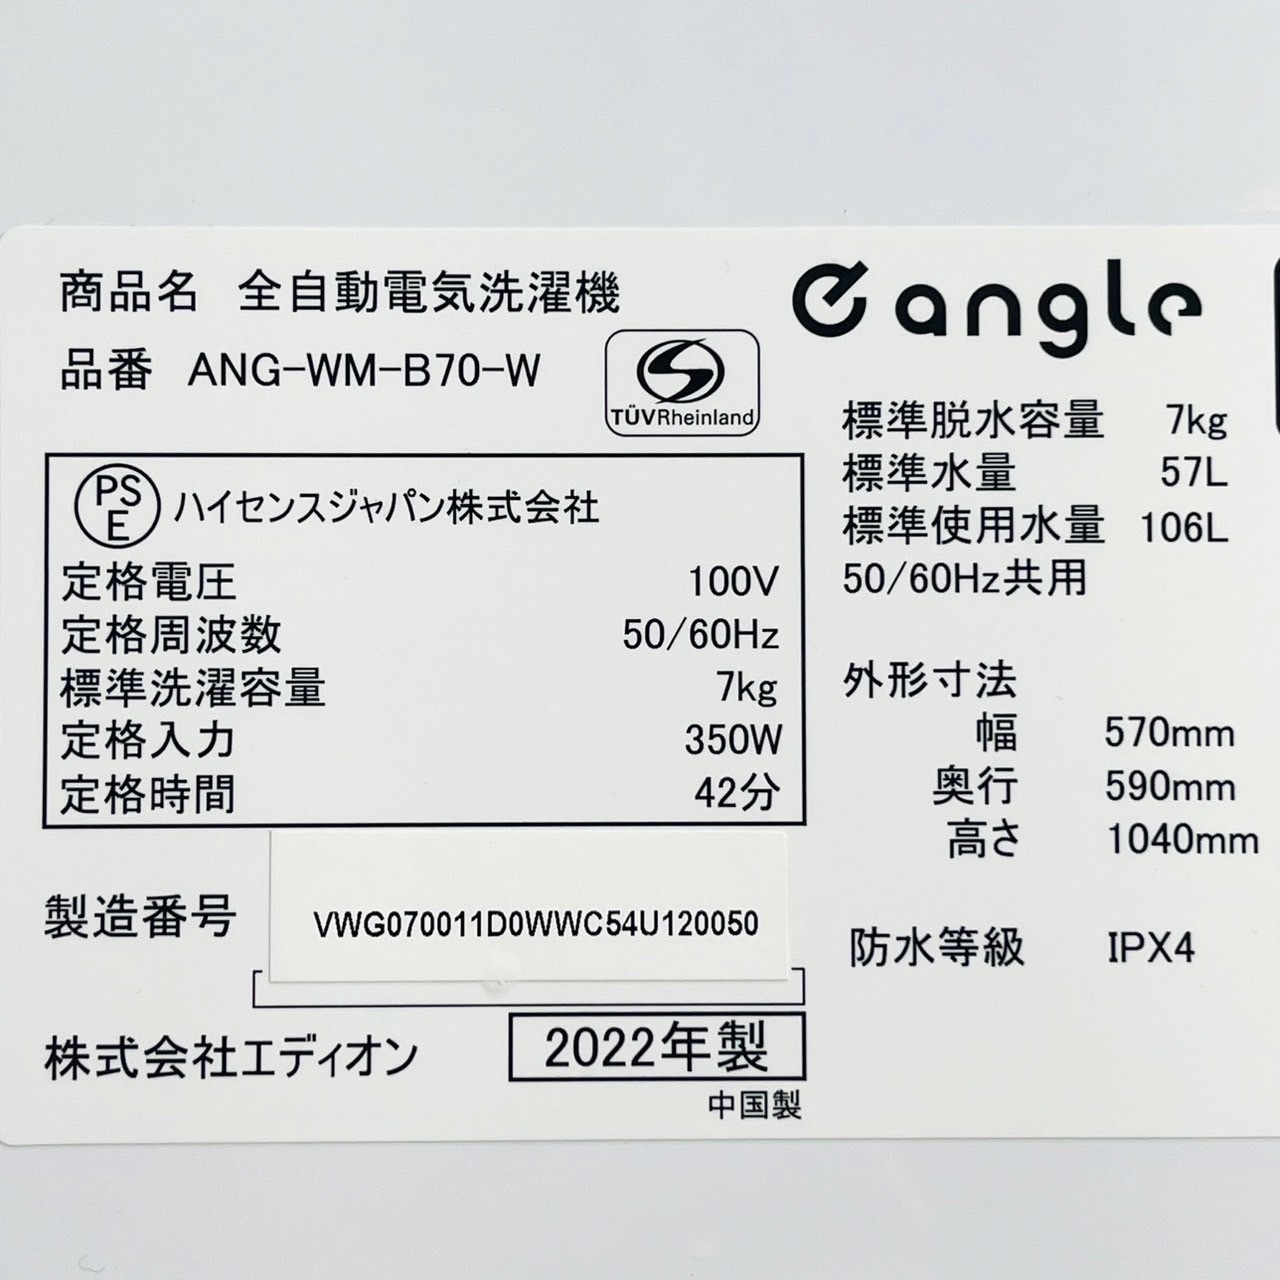 商品名 全自動電気洗濯機
品番 ANG-WM-B70-W
TÜVRheinland
PSE ハイセンスジャパン株式会社
定格電圧 100V
定格周波数 50/60Hz
標準洗濯容量 7kg
定格入力 350W
定格時間 42分
製造番号 VWG070011D0WWC54U120050
株式会社エディオン 2022年製
中国製
e angle
標準脱水容量 7kg
標準水量 57L
標準使用水量 106L
50/60Hz共用
外形寸法
幅 570mm
奥行 590mm
高さ 1040mm
防水等級 IPX4